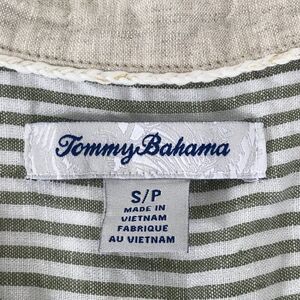 Tommy Bahama
S/P
MADE IN
VIETNAM
FABRIQUE
AU VIETNAM